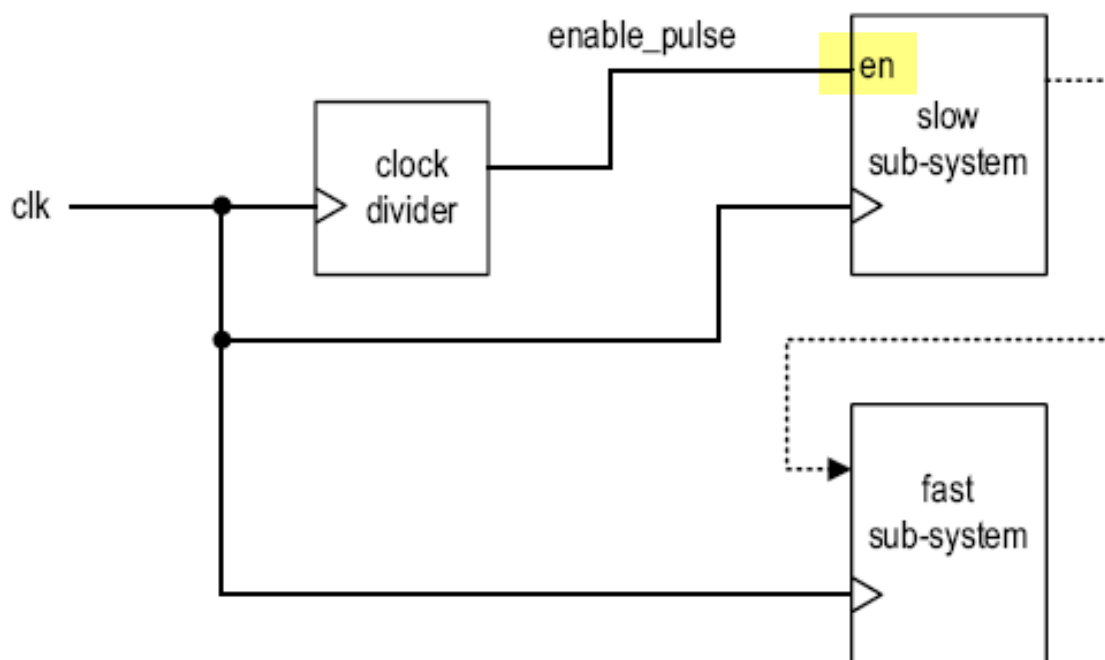 enable_pulse
en
slow
sub-system
clock
divider
clk
fast
sub-system